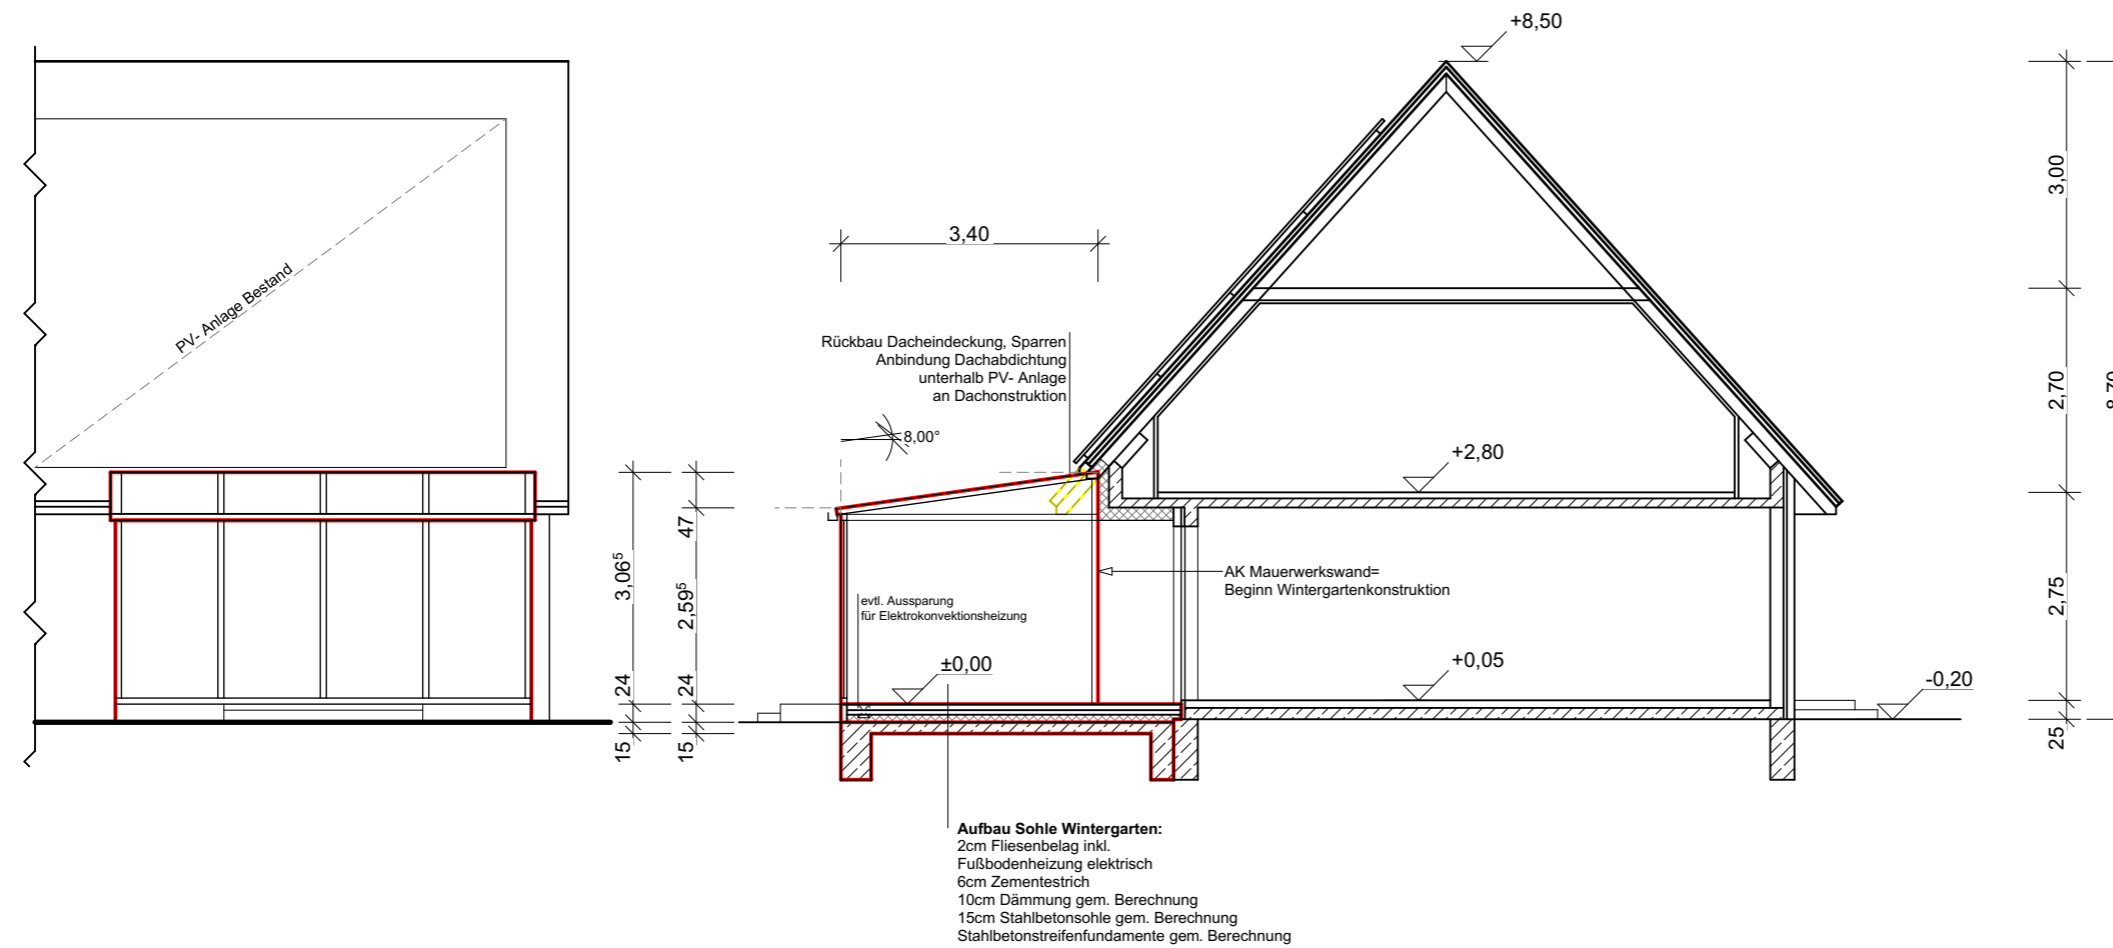 +8,50
PV- Anlage Bestand
3,40
Rückbau Dacheindeckung, Sparren
Anbindung Dachabdichtung
unterhalb PV- Anlage
an Dachonstruktion
8,00°
+2,80
AK Mauerwerkswand=
Beginn Wintergartenkonstruktion
evtl. Aussparung
für Elektrokonvektionsheizung
±0,00
+0,05
-0,20
3,06⁵
24
15
47
2,59⁵
24
15
3,00
2,70
2,75
25
Aufbau Sohle Wintergarten:
2cm Fliesenbelag inkl.
Fußbodenheizung elektrisch
6cm Zementestrich
10cm Dämmung gem. Berechnung
15cm Stahlbetonsohle gem. Berechnung
Stahlbetonstreifenfundamente gem. Berechnung